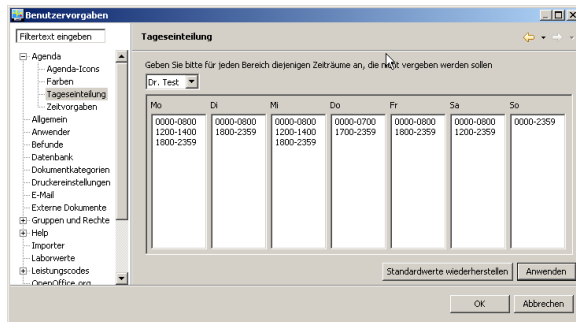 Benutzervorgaben
Filtertext eingeben
Tageseinteilung
Agenda
Agenda-Icons
Farben
Tageseinteilung
Zeitvorgaben
Allgemein
Anwender
Befunde
Datenbank
Dokumentkategorien
Druckereinstellungen
E-Mail
Externe Dokumente
Gruppen und Rechte
Help
Importer
Laborwerte
Leistungscodes
OpenOffice.org
Geben Sie bitte für jeden Bereich diejenigen Zeiträume an, die nicht vergeben werden sollen
Dr. Test
Mo Di Mi Do Fr Sa So
0000-0800 0000-0800 0000-0800 0000-0700 0000-0800 0000-0800 0000-2359
1200-1400 1800-2359 1200-1400 1700-2359 1800-2359 1200-2359
1800-2359 1800-2359
Standardwerte wiederherstellen Anwenden
OK Abbrechen